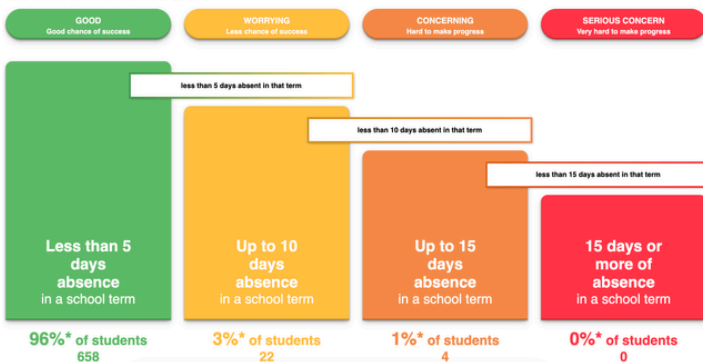 GOOD
Good chance of success
WORRYING
Less chance of success
CONCERNING
Hard to make progress
SERIOUS CONCERN
Very hard to make progress
less than 5 days absent in that term
less than 10 days absent in that term
less than 15 days absent in that term
Less than 5
days
absence
in a school term
Up to 10
days
absence
in a school term
Up to 15
days
absence
in a school term
15 days or
more of
absence
in a school term
96%* of students
658
3%* of students
22
1%* of students
4
0%* of students
0